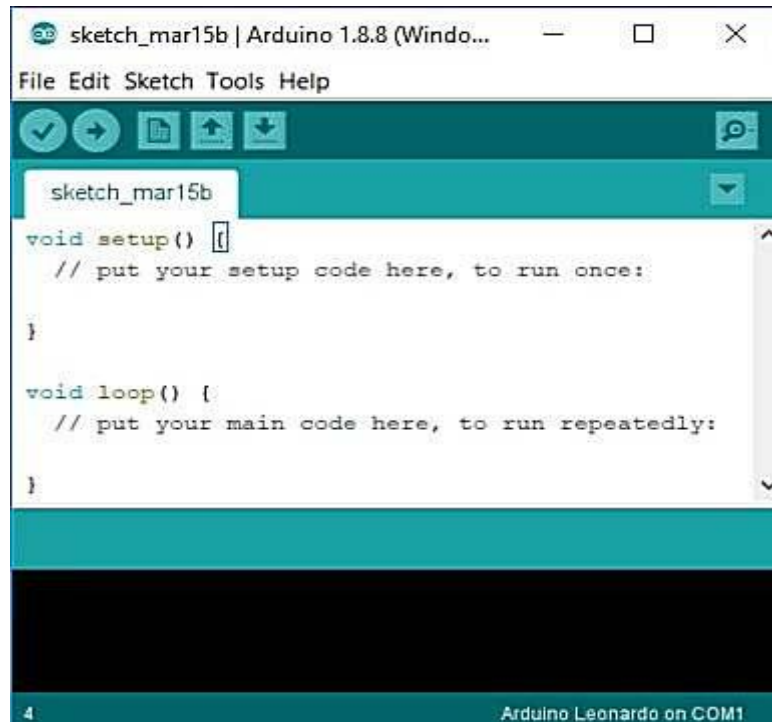 sketch_mar15b | Arduino 1.8.8 (Windo...
File Edit Sketch Tools Help
sketch_mar15b
void setup() {
  // put your setup code here, to run once:
}
void loop() {
  // put your main code here, to run repeatedly:
}
4 Arduino Leonardo on COM1